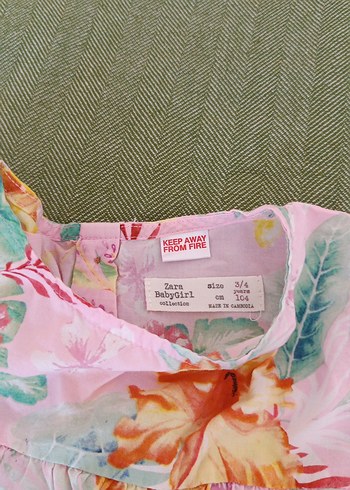 KEEP AWAY
FROM FIRE
Zara size 3/4
BabyGirl years
collection cm 104
MADE IN CAMBODIA